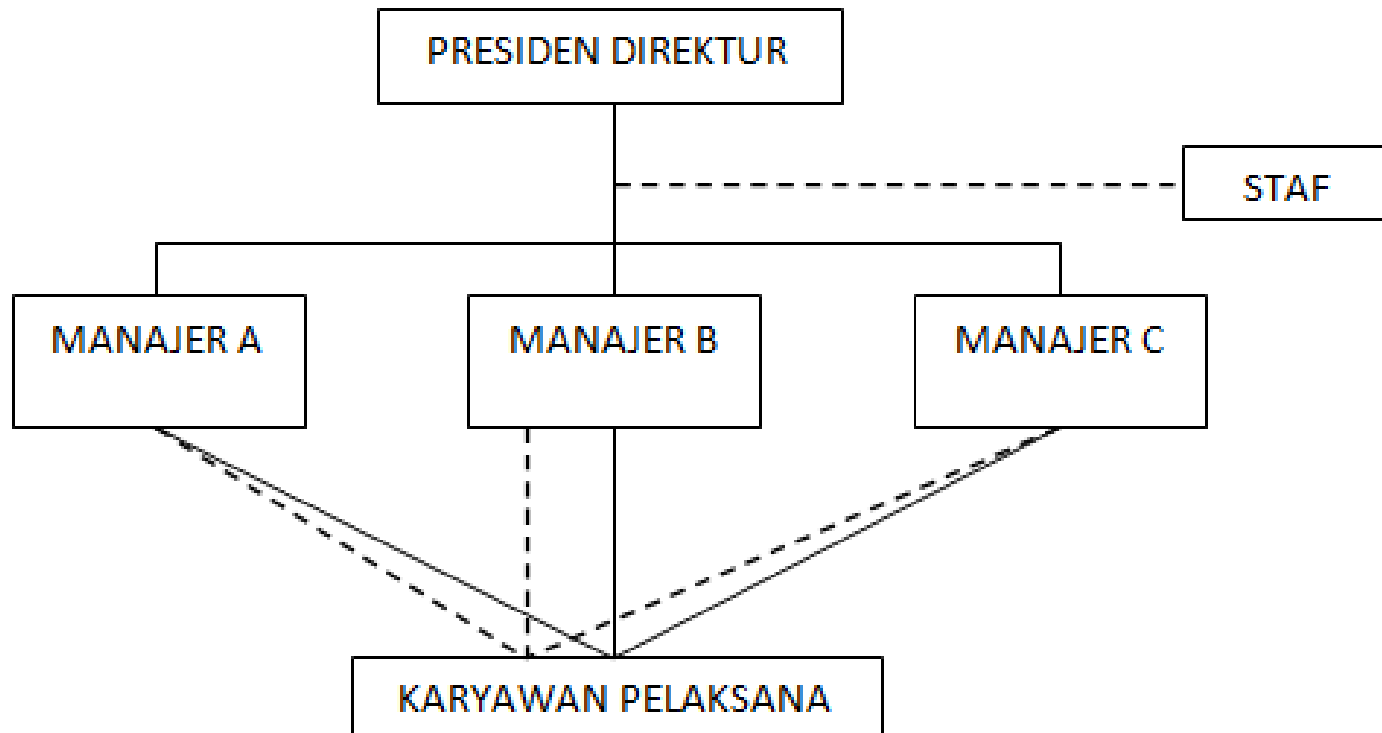 PRESIDEN DIREKTUR
STAF
MANAJER A
MANAJER B
MANAJER C
KARYAWAN PELAKSANA